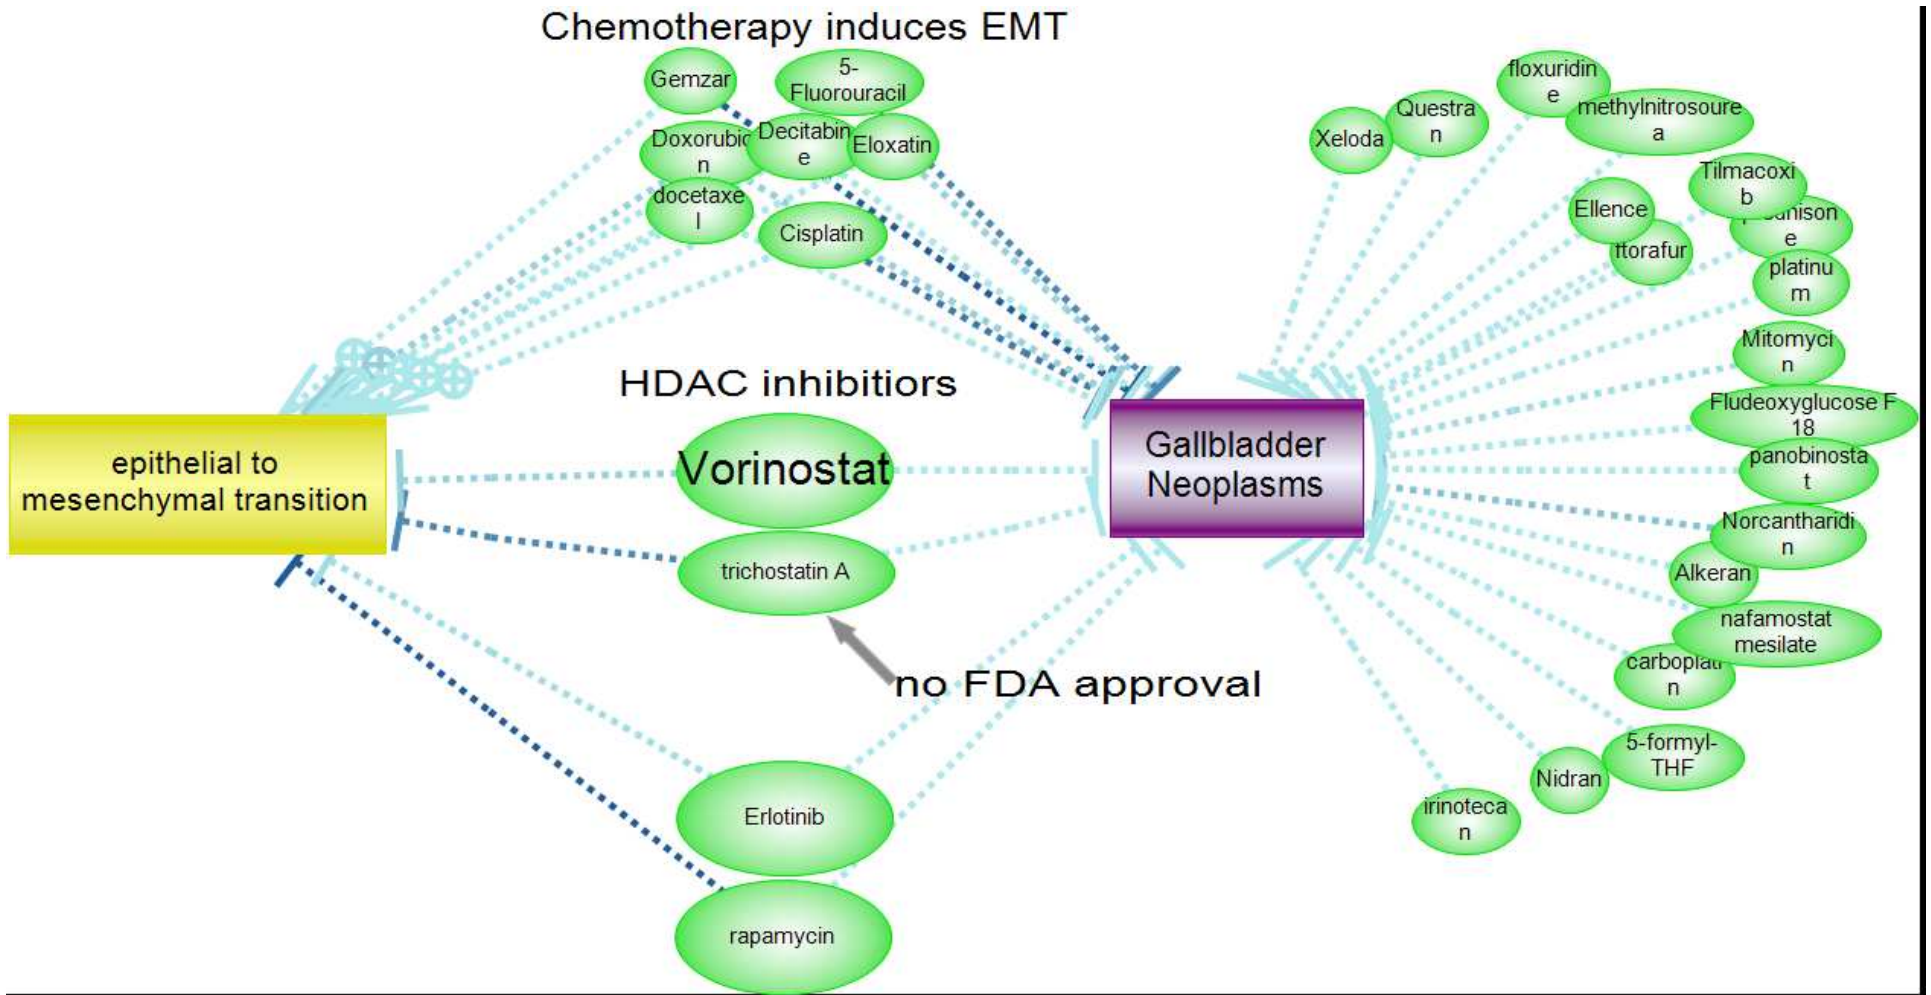 Chemotherapy induces EMT
Gemzar
5-
Fluorouracil
Doxorubic
n
Decitabin
e
Eloxatin
docetaxe
l
Cisplatin
Xeloda
Questra
n
floxuridin
e
methylnitrosoure
a
Tilmacoxi
b
Ellence
ttorafur
e
platinu
m
Mitomyci
n
Fludeoxyglucose F
18
panobinosta
t
Norcantharidi
n
Alkeran
nafamostat
mesilate
carboplati
n
5-formyl-
THF
Nidran
irinoteca
n
HDAC inhibitiors
Vorinostat
trichostatin A
no FDA approval
Erlotinib
rapamycin
epithelial to
mesenchymal transition
Gallbladder
Neoplasms